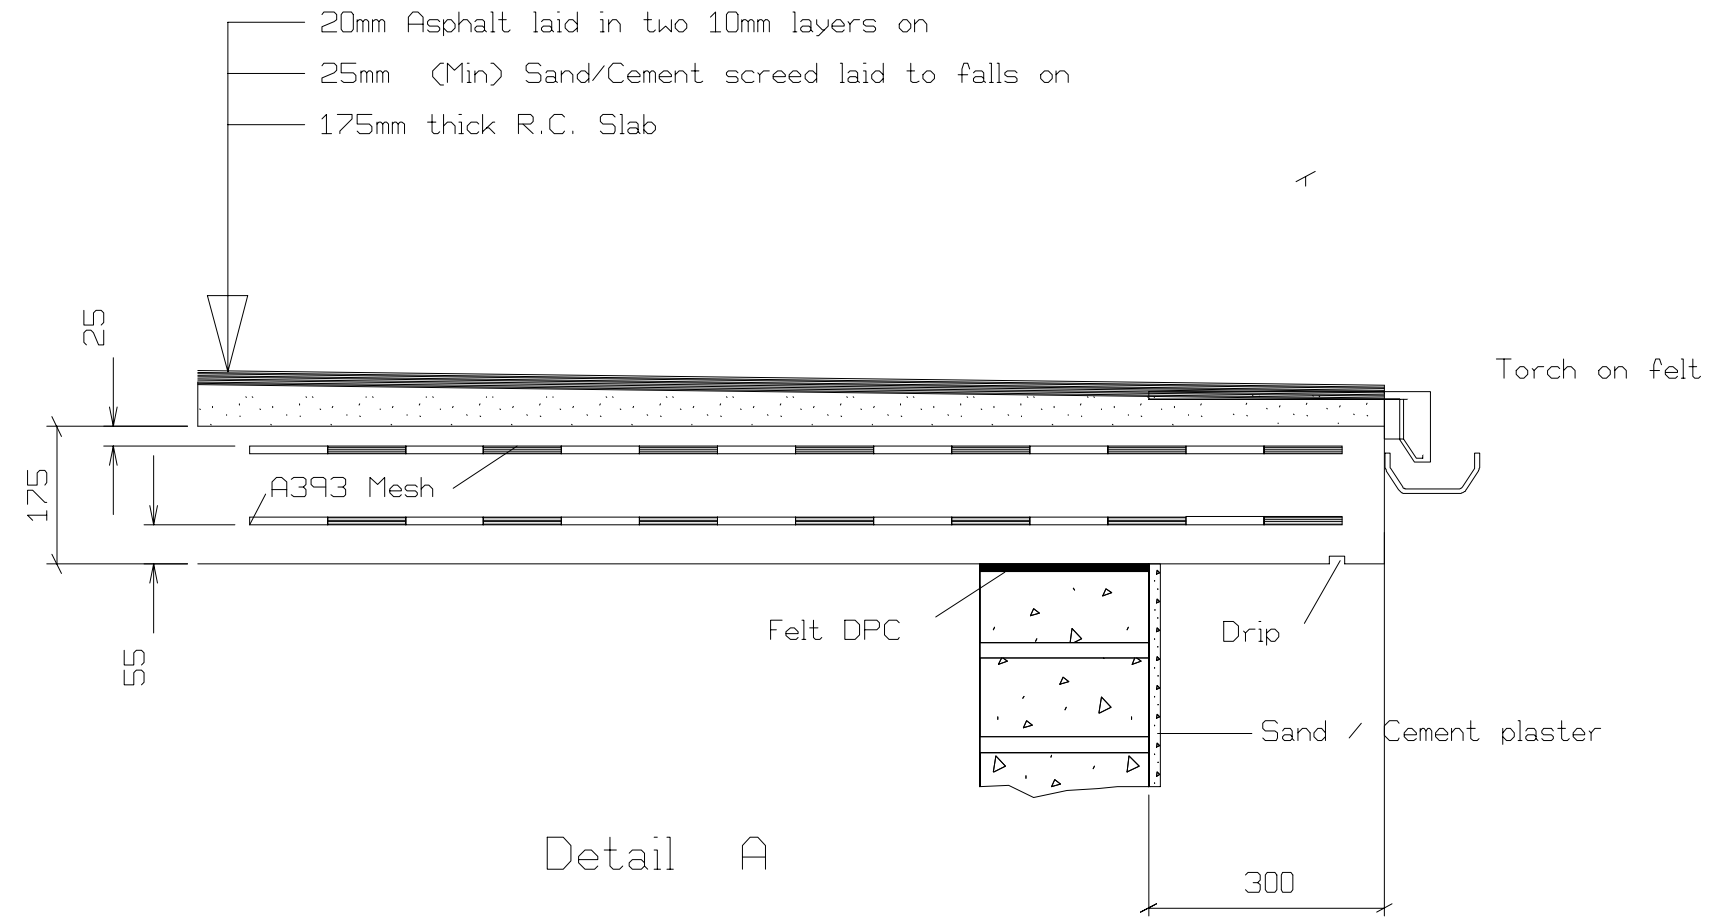 20mm Asphalt laid in two 10mm layers on
25mm (Min) Sand/Cement screed laid to falls on
175mm thick R.C. Slab
25
Torch on felt
175
A393 Mesh
55
Felt DPC
Drip
Sand / Cement plaster
Detail A
300